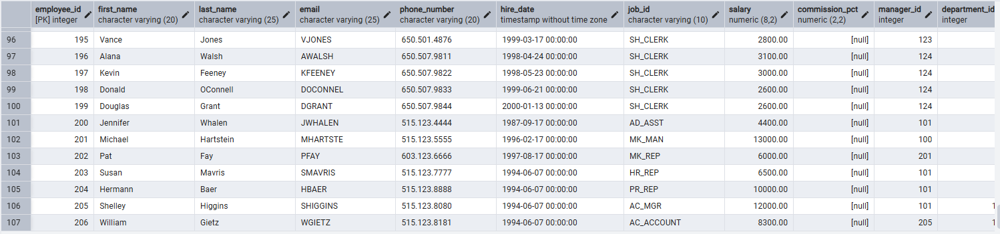 employee_id first_name last_name email phone_number hire_date job_id salary commission_pct manager_id department_id
[PK] integer character varying (20) character varying (25) character varying (25) character varying (20) timestamp without time zone character varying (10) numeric (8,2) numeric (2,2) integer integer
96 195 Vance Jones VJONES 650.501.4876 1999-03-17 00:00:00 SH_CLERK 2800.00 [null] 123
97 196 Alana Walsh AWALSH 650.507.9811 1998-04-24 00:00:00 SH_CLERK 3100.00 [null] 124
98 197 Kevin Feeney KFEENEY 650.507.9822 1998-05-23 00:00:00 SH_CLERK 3000.00 [null] 124
99 198 Donald OConnell DOCONNEL 650.507.9833 1999-06-21 00:00:00 SH_CLERK 2600.00 [null] 124
100 199 Douglas Grant DGRANT 650.507.9844 2000-01-13 00:00:00 SH_CLERK 2600.00 [null] 124
101 200 Jennifer Whalen JWHALEN 515.123.4444 1987-09-17 00:00:00 AD_ASST 4400.00 [null] 101
102 201 Michael Hartstein MHARTSTE 515.123.5555 1996-02-17 00:00:00 MK_MAN 13000.00 [null] 100
103 202 Pat Fay PFAY 603.123.6666 1997-08-17 00:00:00 MK_REP 6000.00 [null] 201
104 203 Susan Mavris SMAVRIS 515.123.7777 1994-06-07 00:00:00 HR_REP 6500.00 [null] 101
105 204 Hermann Baer HBAER 515.123.8888 1994-06-07 00:00:00 PR_REP 10000.00 [null] 101
106 205 Shelley Higgins SHIGGINS 515.123.8080 1994-06-07 00:00:00 AC_MGR 12000.00 [null] 101 1
107 206 William Gietz WGIETZ 515.123.8181 1994-06-07 00:00:00 AC_ACCOUNT 8300.00 [null] 205 1